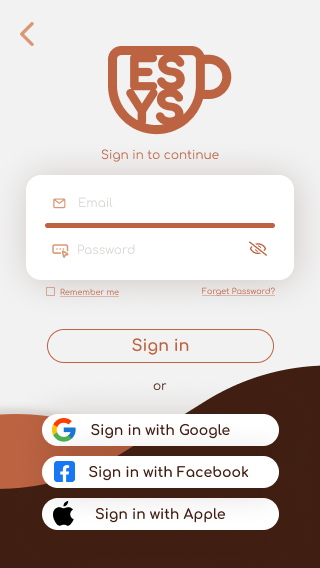 ES
YS
Sign in to continue
Email
Password
Remember me
Forget Password?
Sign in
or
Sign in with Google
Sign in with Facebook
Sign in with Apple